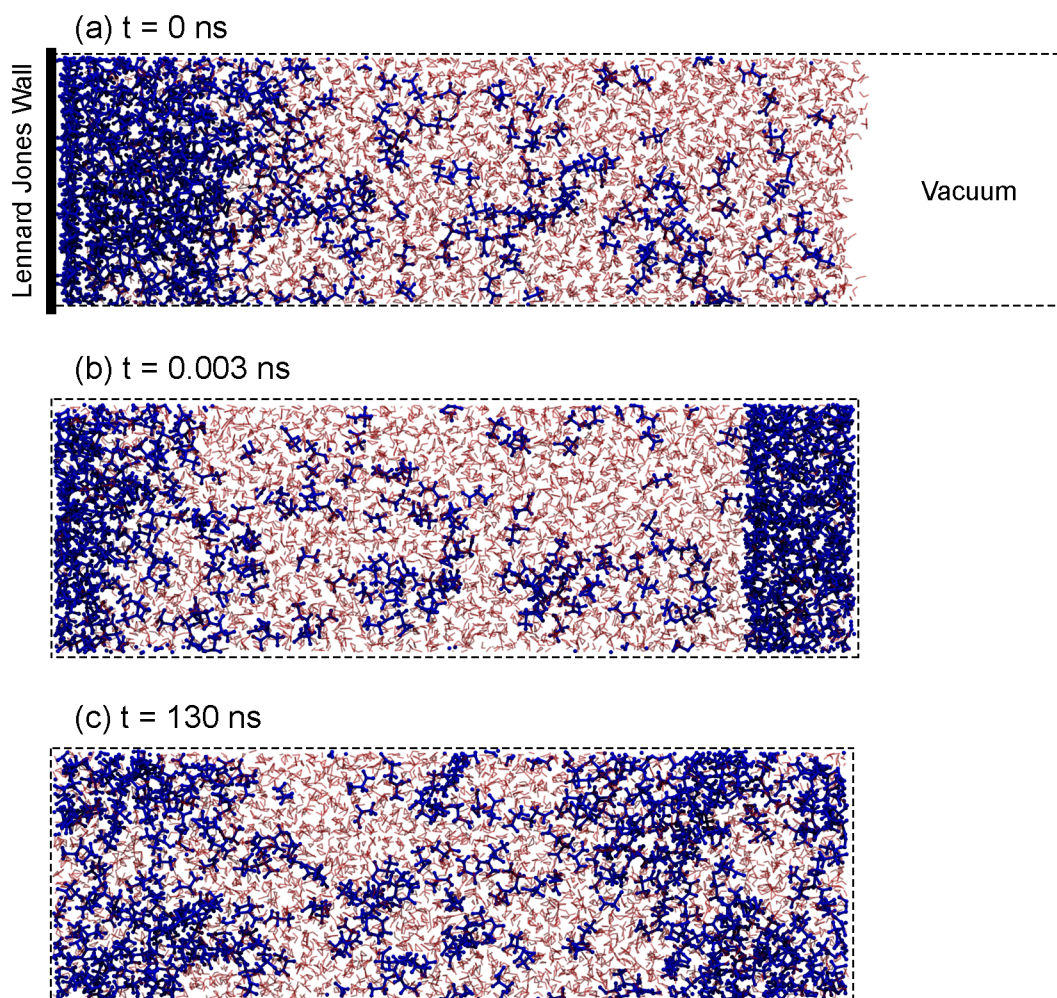 (a) t = 0 ns
Lennard Jones Wall
Vacuum
(b) t = 0.003 ns
(c) t = 130 ns